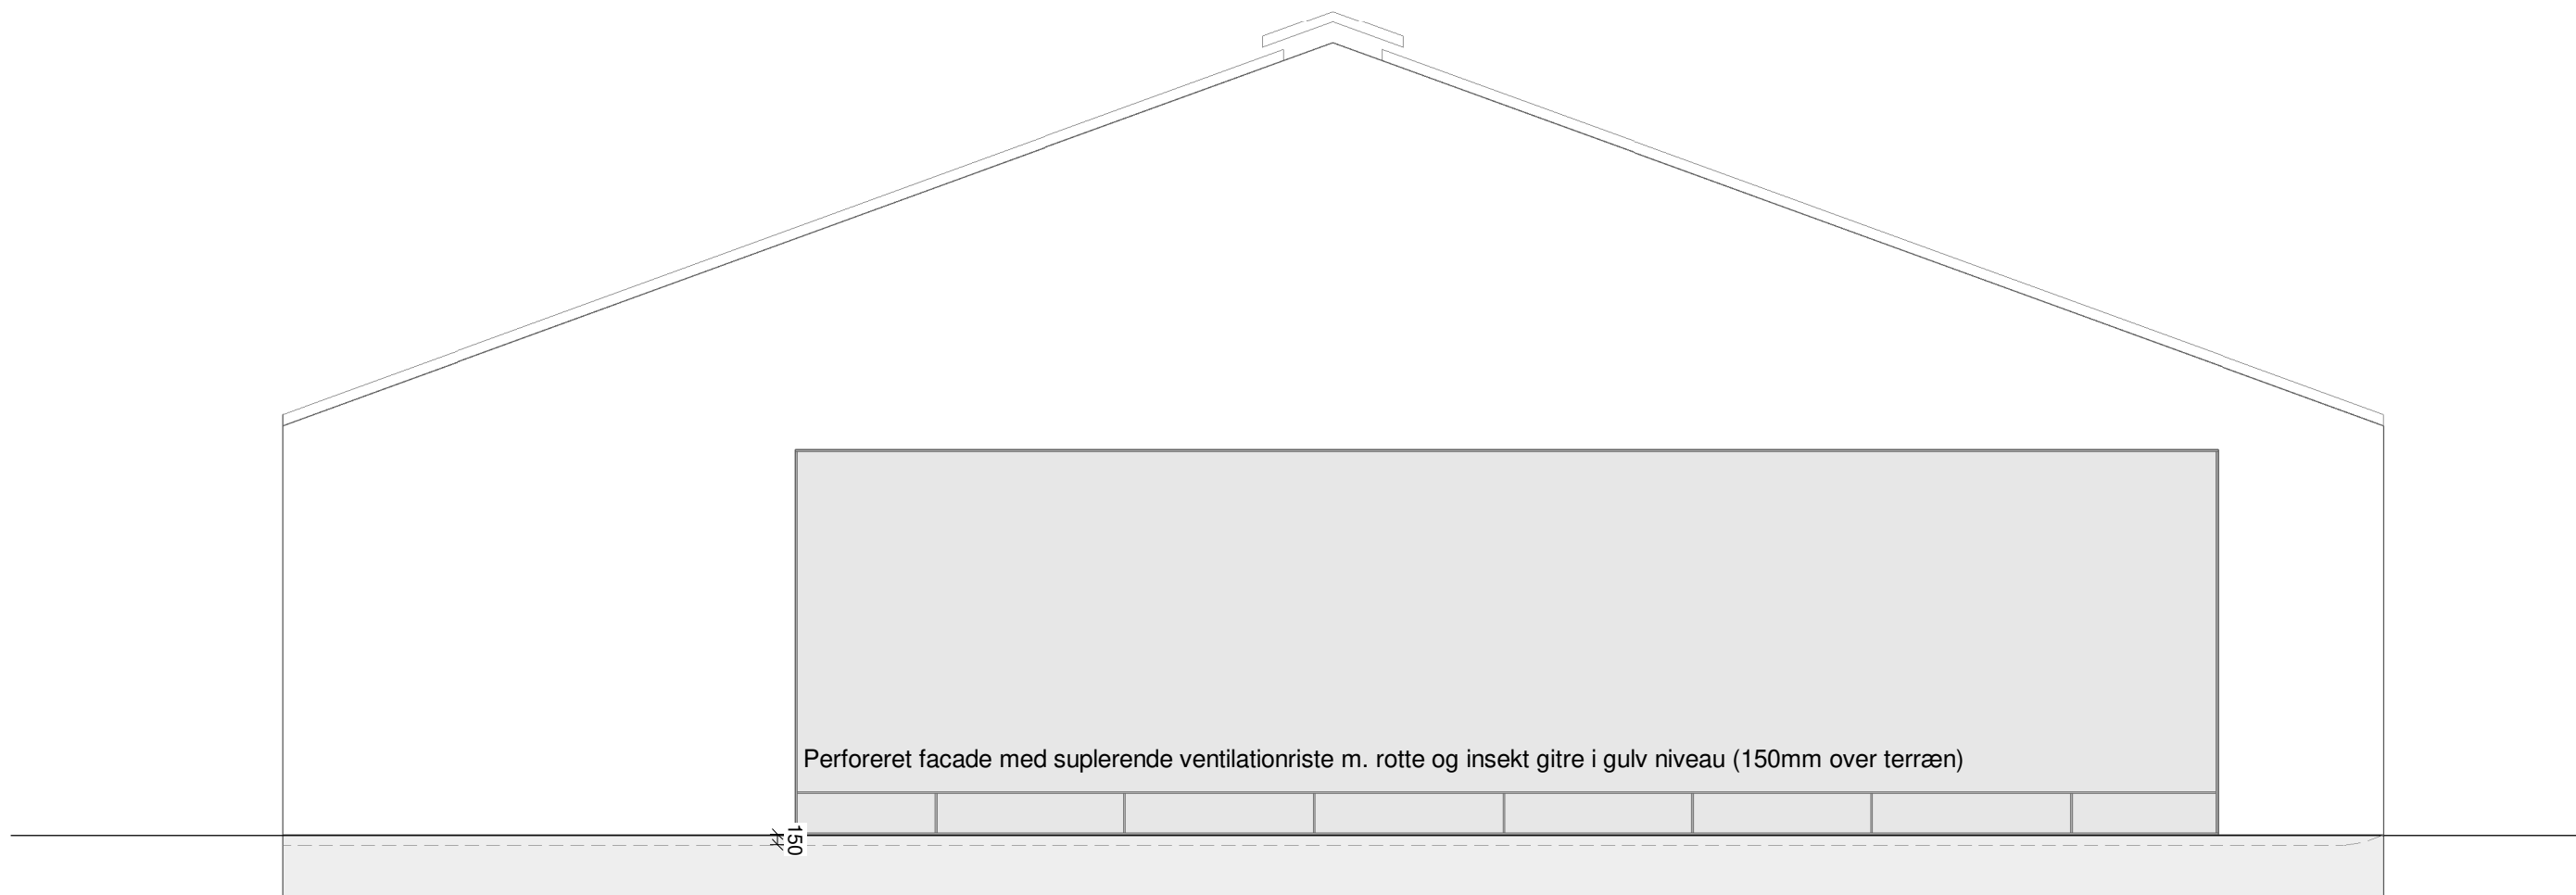 Perforeret facade med suplerende ventilationriste m. rotte og insekt gitre i gulv niveau (150mm over terræn)
150